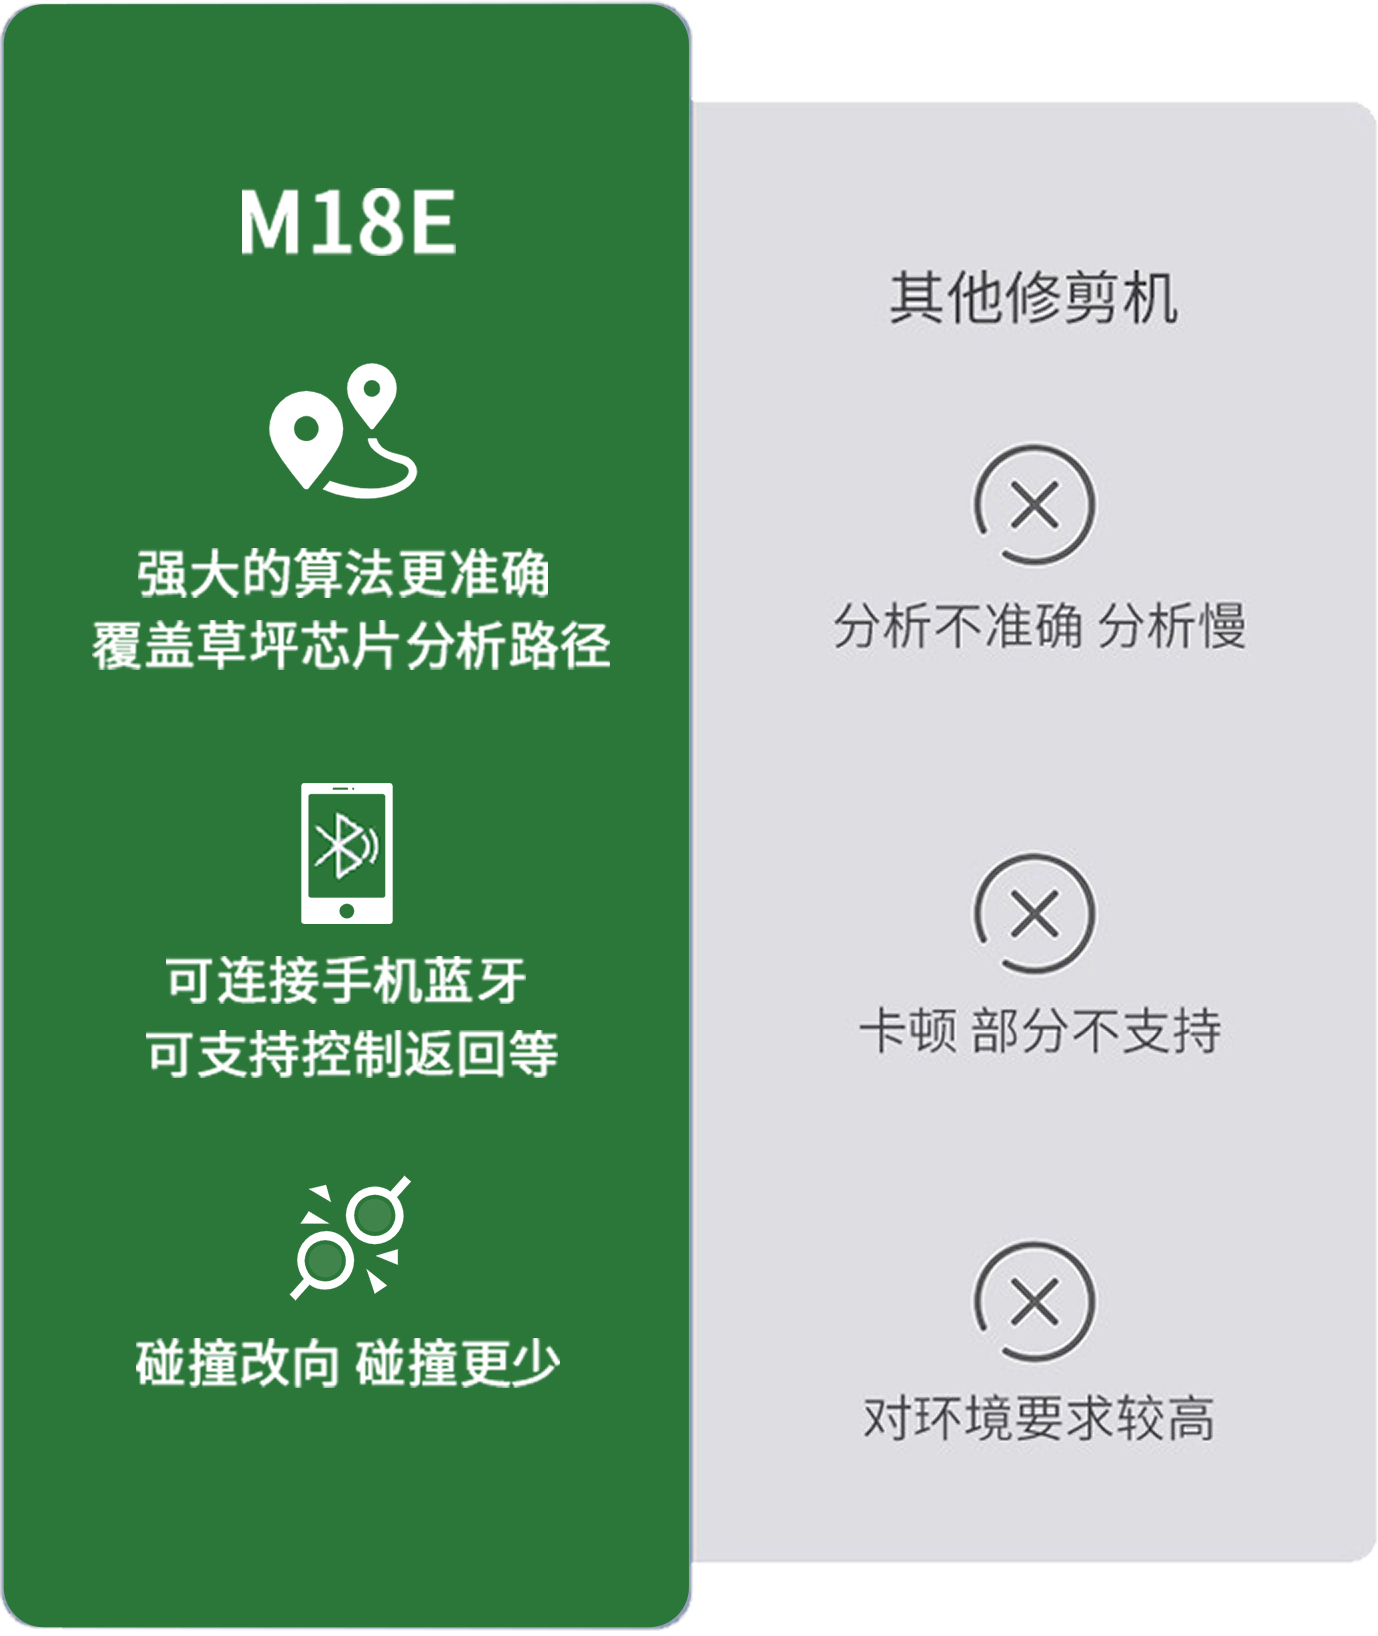 M18E
强大的算法更准确
覆盖草坪芯片分析路径
可连接手机蓝牙
可支持控制返回等
碰撞改向 碰撞更少
其他修剪机
分析不准确 分析慢
卡顿 部分不支持
对环境要求较高